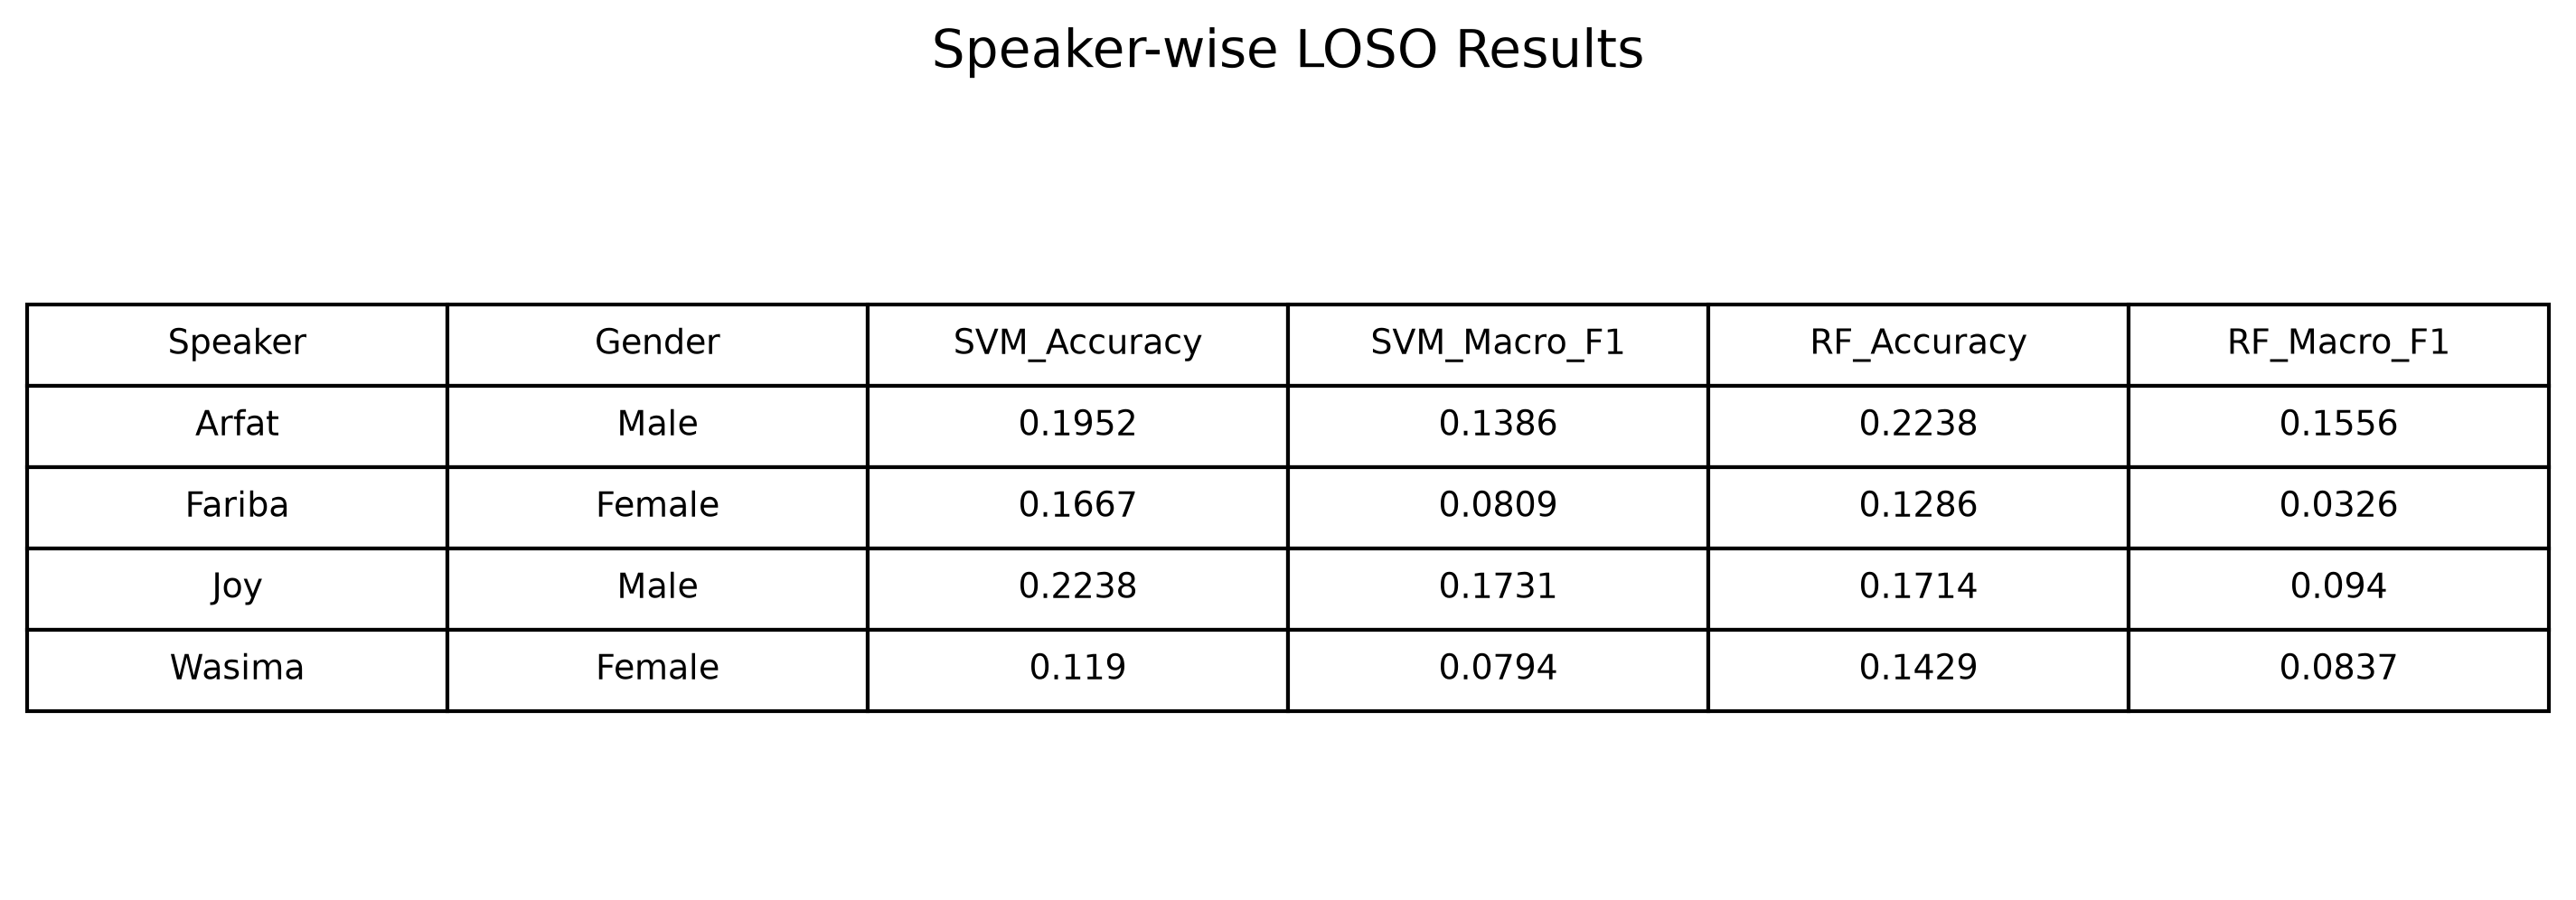 Speaker-wise LOSO Results
Speaker Gender SVM_Accuracy SVM_Macro_F1 RF_Accuracy RF_Macro_F1
Arfat Male 0.1952 0.1386 0.2238 0.1556
Fariba Female 0.1667 0.0809 0.1286 0.0326
Joy Male 0.2238 0.1731 0.1714 0.094
Wasima Female 0.119 0.0794 0.1429 0.0837